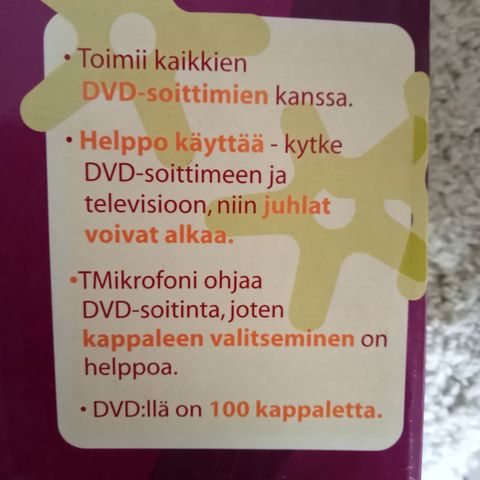 • Toimii kaikkien
DVD-soittimien kanssa.
• Helppo käyttää - kytke
DVD-soittimeen ja
televisioon, niin juhlat
voivat alkaa.
•TMikrofoni ohjaa
DVD-soitinta, joten
kappaleen valitseminen on
helppoa.
• DVD:llä on 100 kappaletta.